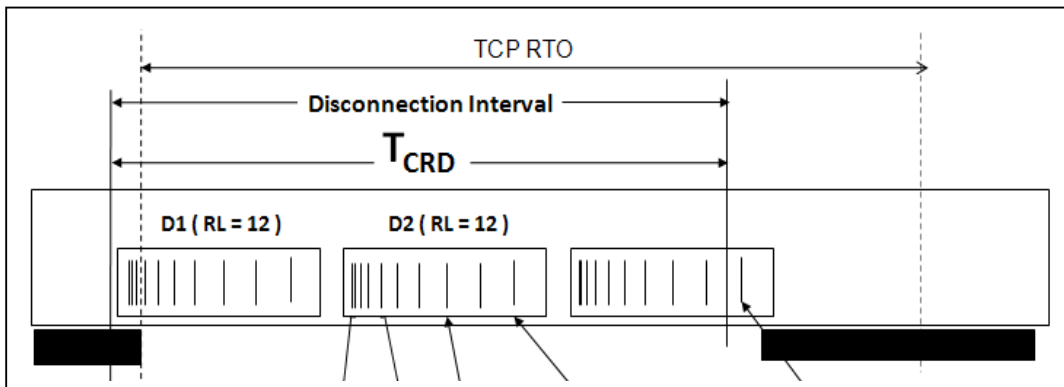 TCP RTO
Disconnection Interval
TCRD
D1 ( RL = 12 )
D2 ( RL = 12 )